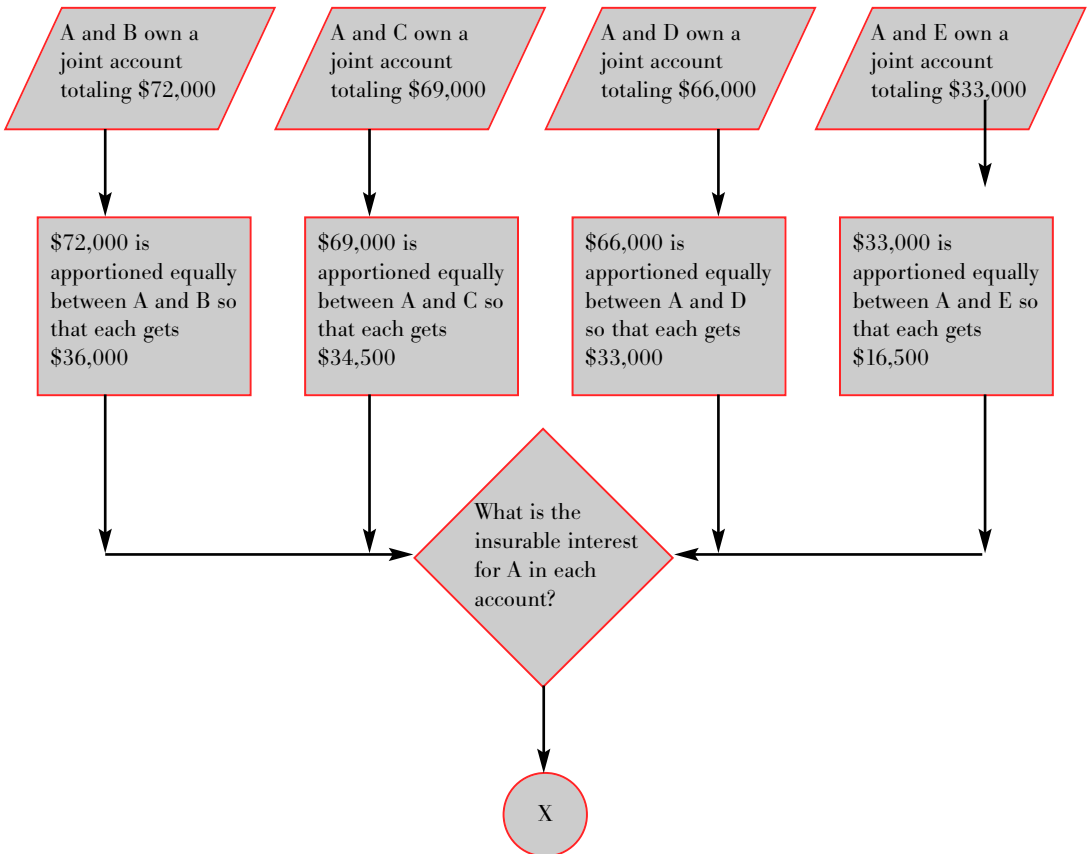 A and B own a
joint account
totaling $72,000
A and C own a
joint account
totaling $69,000
A and D own a
joint account
totaling $66,000
A and E own a
joint account
totaling $33,000
$72,000 is
apportioned equally
between A and B so
that each gets
$36,000
$69,000 is
apportioned equally
between A and C so
that each gets
$34,500
$66,000 is
apportioned equally
between A and D
so that each gets
$33,000
$33,000 is
apportioned equally
between A and E so
that each gets
$16,500
What is the
insurable interest
for A in each
account?
X